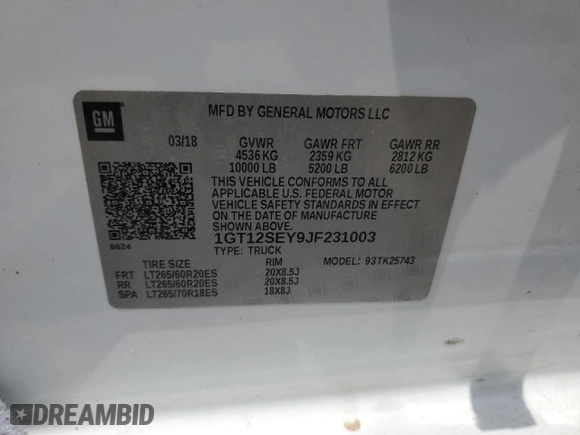 GM
MFD BY GENERAL MOTORS LLC
03/18 GVWR GAWR FRT GAWR RR
4536 KG 2359 KG 2812 KG
10000 LB 5200 LB 6200 LB
THIS VEHICLE CONFORMS TO ALL
APPLICABLE U.S. FEDERAL MOTOR
VEHICLE SAFETY STANDARDS IN
EFFECT ON THE DATE OF MANUFACTURE
SHOWN ABOVE.
1GT12SEY9JF231003
8624
TYPE: TRUCK
TIRE SIZE RIM MODEL: 93TK25743
FRT LT265/60R20ES 20X8.5J
RR LT265/60R20ES 20X8.5J
SPA LT265/70R18ES 18X8J
DREAMBID